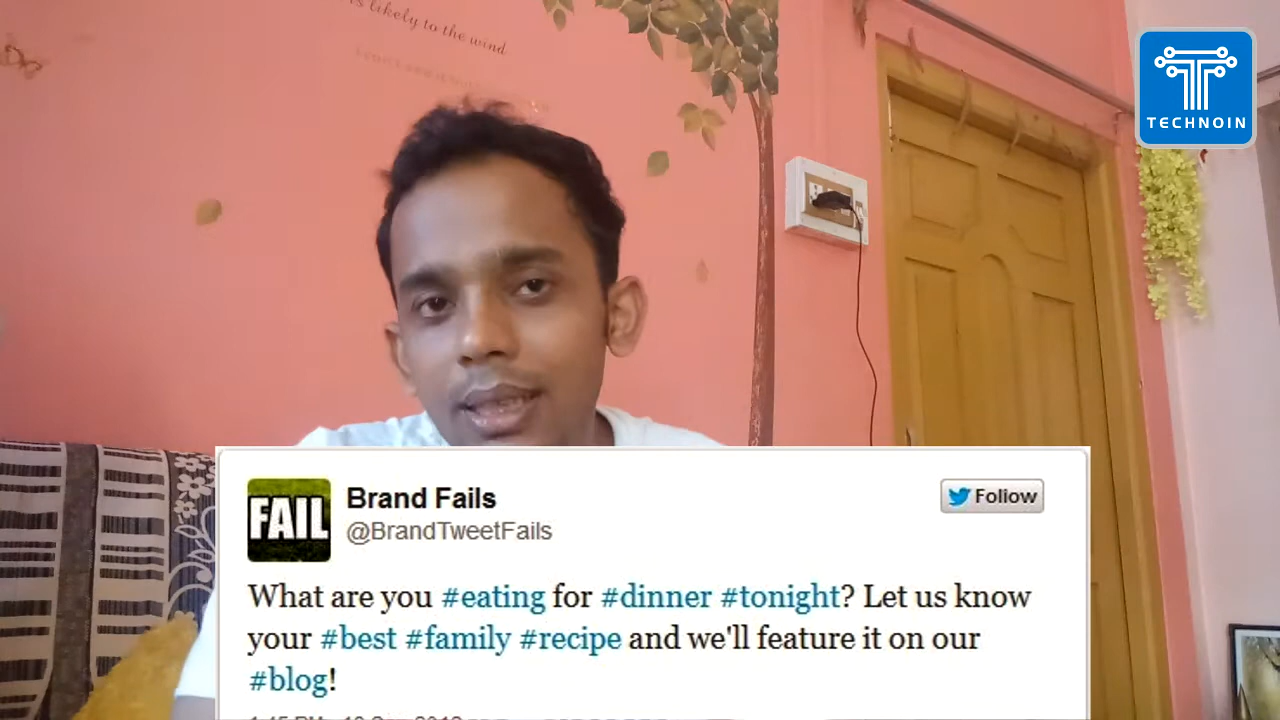 is likely to the wind
TECHNOIN
FAIL
Brand Fails
@BrandTweetFails
Follow
What are you #eating for #dinner #tonight? Let us know
your #best #family #recipe and we'll feature it on our
#blog!